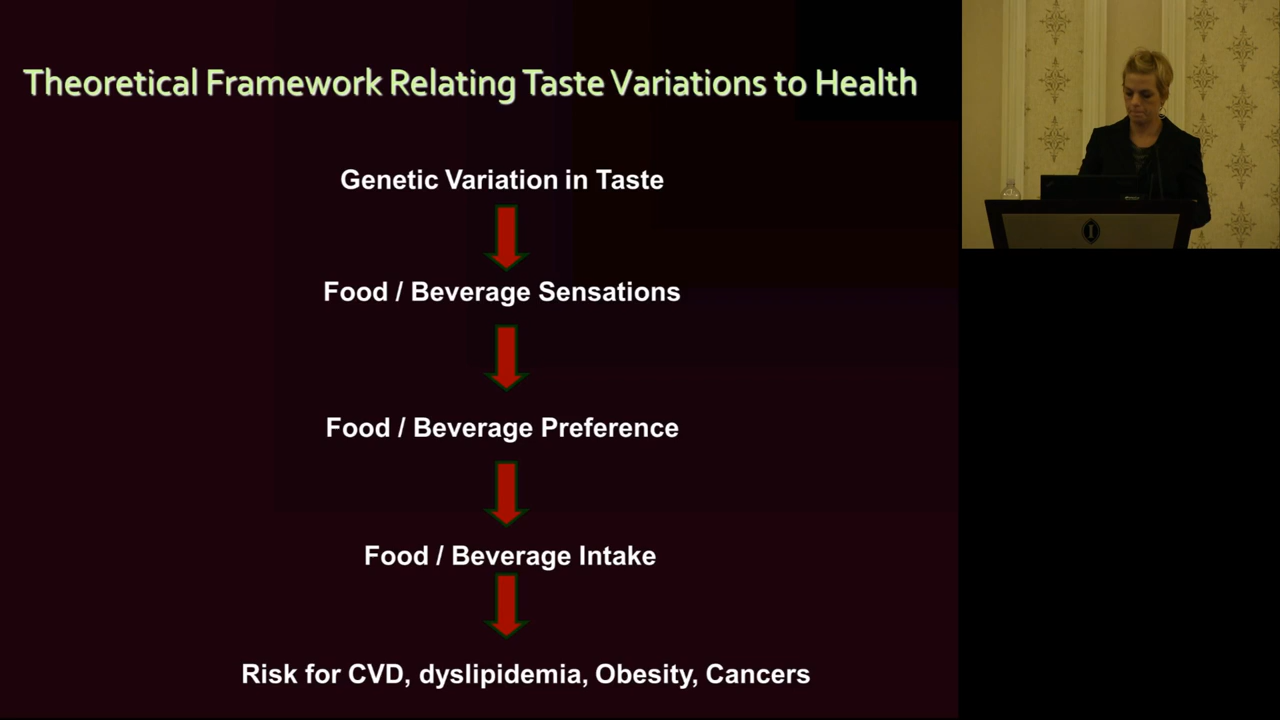 Theoretical Framework Relating Taste Variations to Health
Genetic Variation in Taste
Food / Beverage Sensations
Food / Beverage Preference
Food / Beverage Intake
Risk for CVD, dyslipidemia, Obesity, Cancers
I